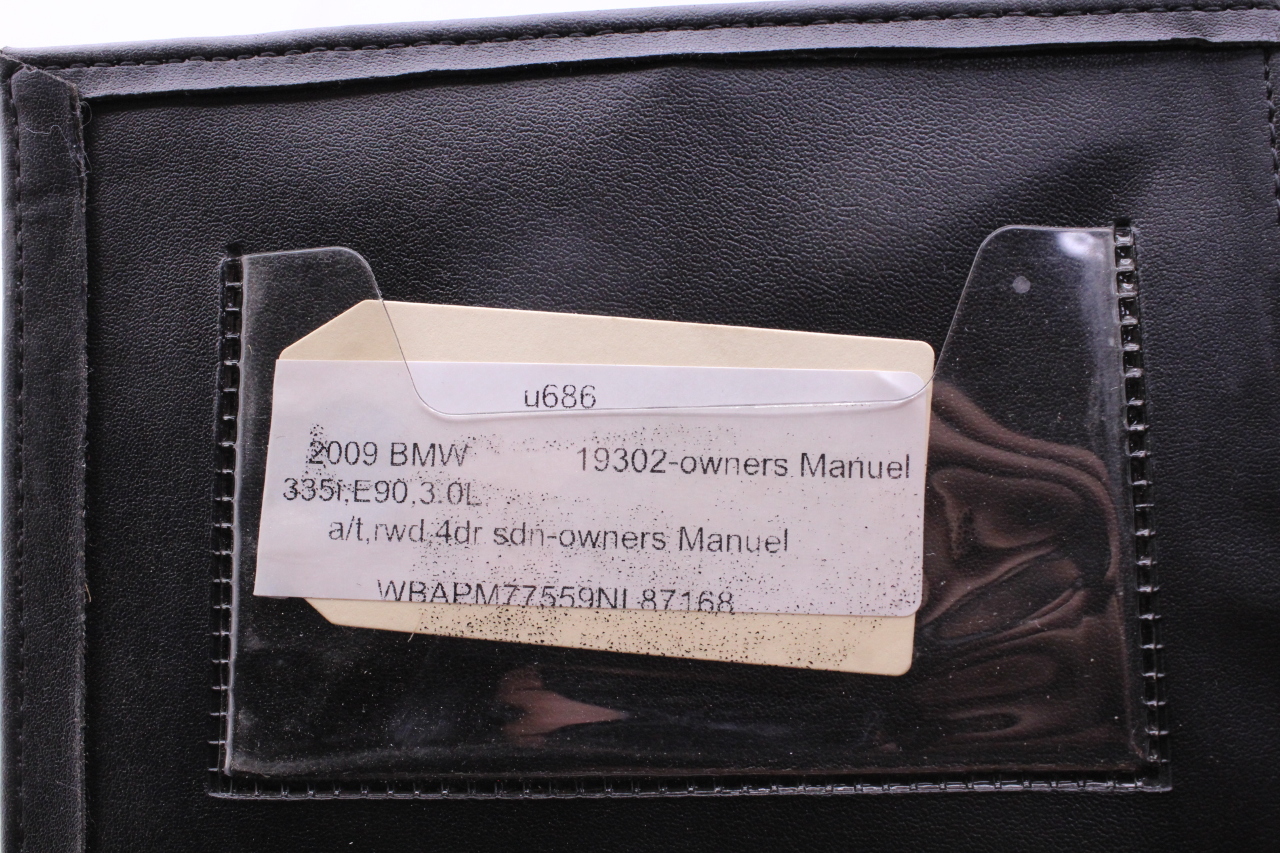 u686
2009 BMW 19302-owners Manuel
335i,E90,3.0L
a/t,rwd,4dr sdn-owners Manuel
WBAPM77559NL87168